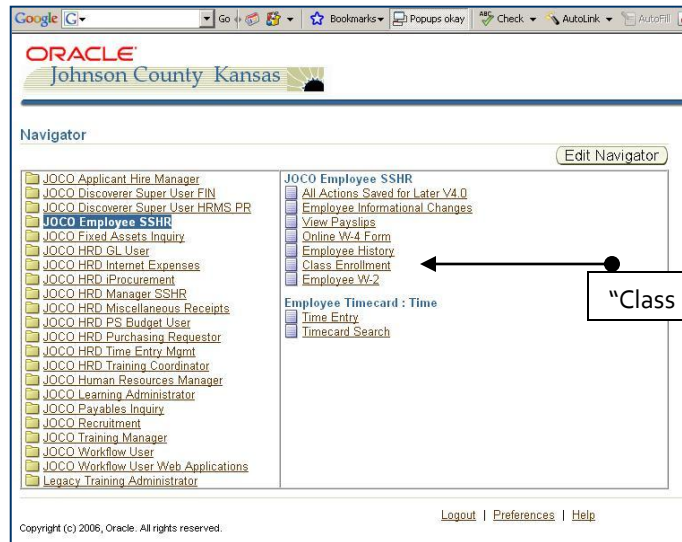 Google G Go Bookmarks Popups okay Check AutoLink AutoFill
ORACLE
Johnson County Kansas
Navigator
Edit Navigator
JOCO Applicant Hire Manager
JOCO Discoverer Super User FIN
JOCO Discoverer Super User HRMS PR
JOCO Employee SSHR
JOCO Fixed Assets Inquiry
JOCO HRD GL User
JOCO HRD Internet Expenses
JOCO HRD iProcurement
JOCO HRD Manager SSHR
JOCO HRD Miscellaneous Receipts
JOCO HRD PS Budget User
JOCO HRD Purchasing Requestor
JOCO HRD Time Entry Mgmt
JOCO HRD Training Coordinator
JOCO Human Resources Manager
JOCO Learning Administrator
JOCO Payables Inquiry
JOCO Recruitment
JOCO Training Manager
JOCO Workflow User
JOCO Workflow User Web Applications
Legacy Training Administrator
JOCO Employee SSHR
All Actions Saved for Later V4.0
Employee Informational Changes
View Payslips
Online W-4 Form
Employee History
Class Enrollment
Employee W-2
Employee Timecard : Time
Time Entry
Timecard Search
"Class
Logout | Preferences | Help
Copyright (c) 2006, Oracle. All rights reserved.